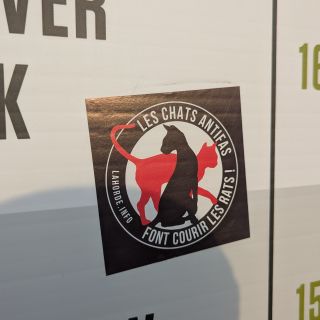 VER
K
16
LES CHATS ANTIFAS
FONT COURIR LES RATS !
LAHORDE.INFO
15